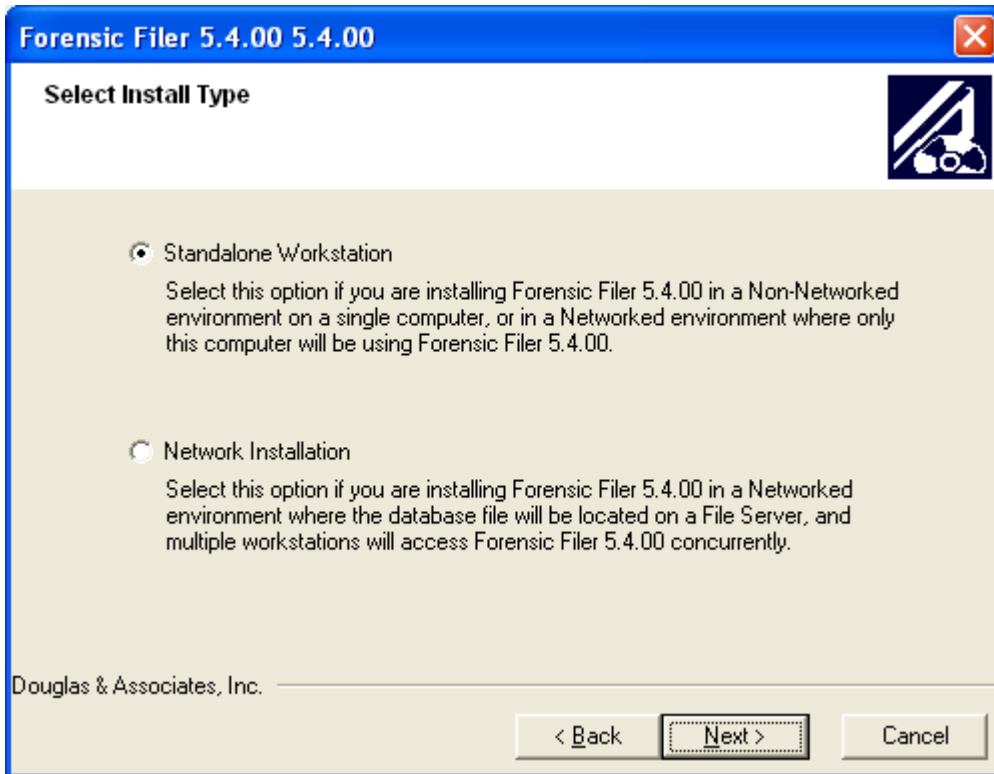 Forensic Filer 5.4.00 5.4.00
Select Install Type
Standalone Workstation
Select this option if you are installing Forensic Filer 5.4.00 in a Non-Networked
environment on a single computer, or in a Networked environment where only
this computer will be using Forensic Filer 5.4.00.
Network Installation
Select this option if you are installing Forensic Filer 5.4.00 in a Networked
environment where the database file will be located on a File Server, and
multiple workstations will access Forensic Filer 5.4.00 concurrently.
Douglas & Associates, Inc.
< Back
Next >
Cancel